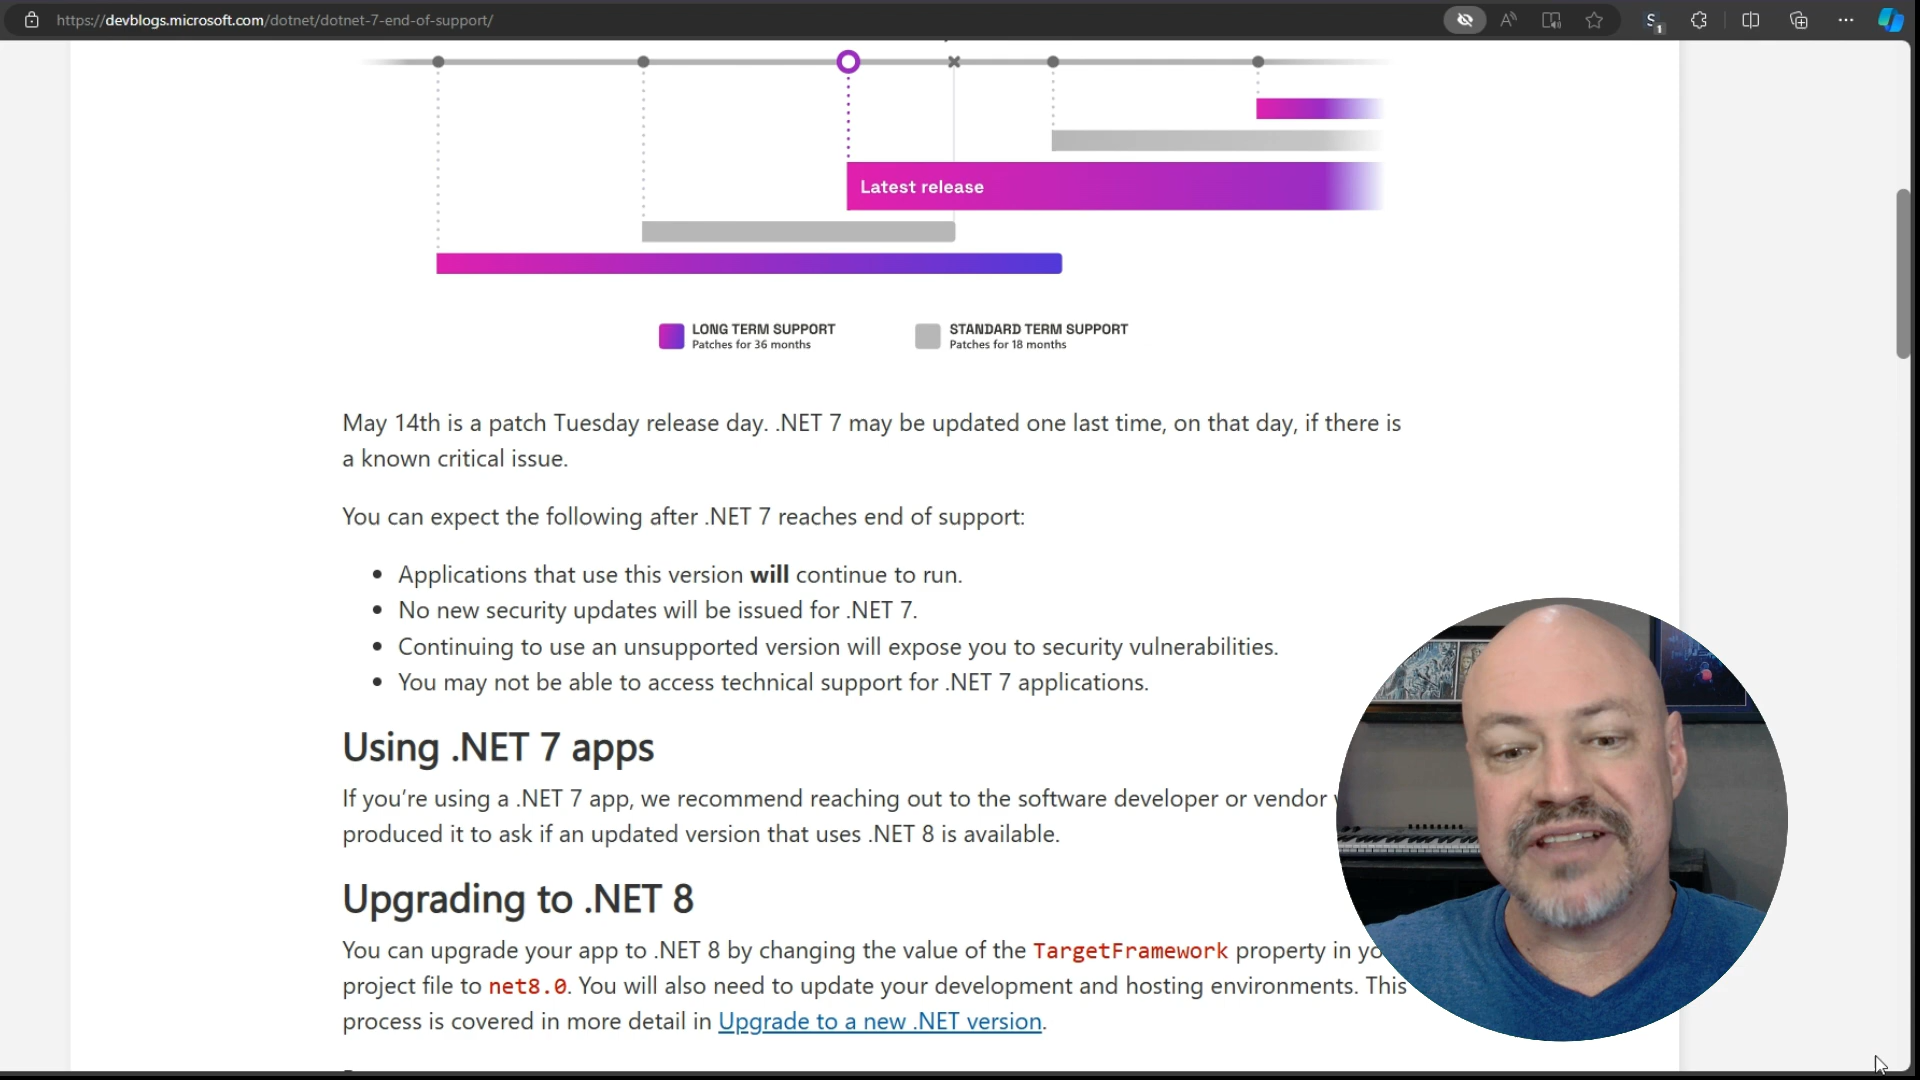 https://devblogs.microsoft.com/dotnet/dotnet-7-end-of-support/
Latest release
LONG TERM SUPPORT
Patches for 36 months
STANDARD TERM SUPPORT
Patches for 18 months
May 14th is a patch Tuesday release day. .NET 7 may be updated one last time, on that day, if there is
a known critical issue.
You can expect the following after .NET 7 reaches end of support:
• Applications that use this version will continue to run.
• No new security updates will be issued for .NET 7.
• Continuing to use an unsupported version will expose you to security vulnerabilities.
• You may not be able to access technical support for .NET 7 applications.
Using .NET 7 apps
If you’re using a .NET 7 app, we recommend reaching out to the software developer or vendor
produced it to ask if an updated version that uses .NET 8 is available.
Upgrading to .NET 8
You can upgrade your app to .NET 8 by changing the value of the TargetFramework property in
project file to net8.0. You will also need to update your development and hosting environments. This
process is covered in more detail in Upgrade to a new .NET version.